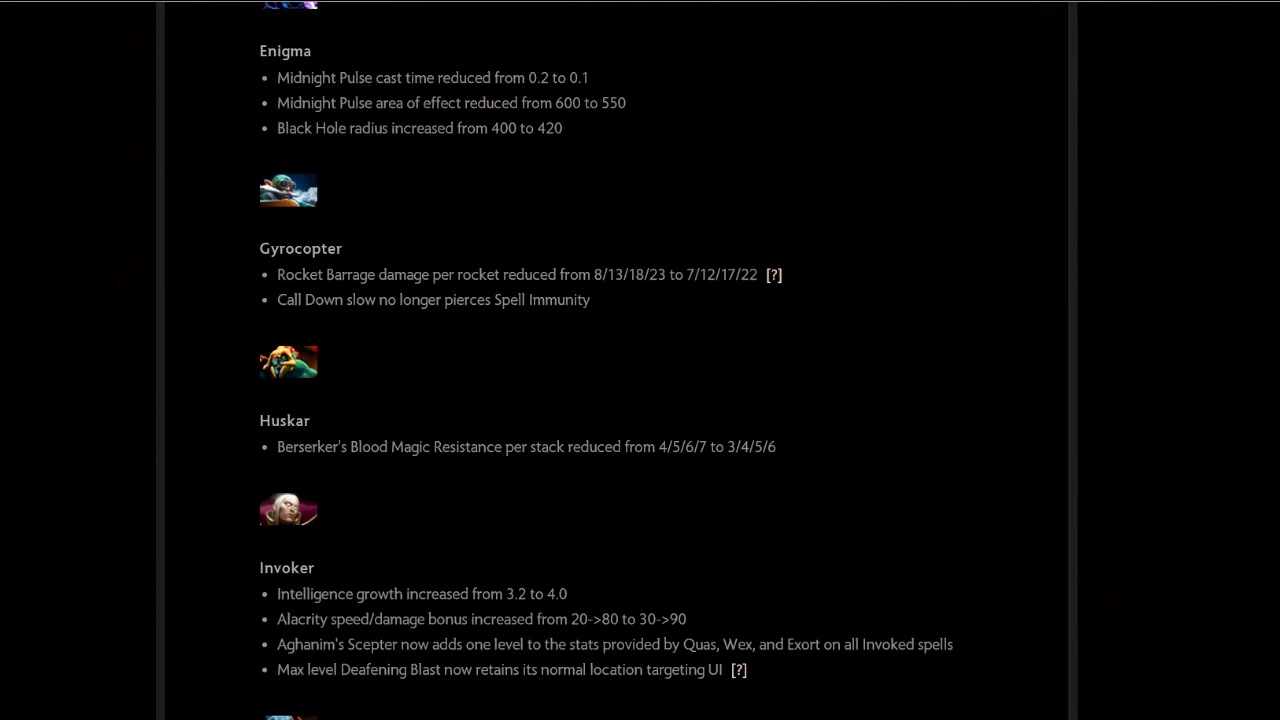 Enigma
• Midnight Pulse cast time reduced from 0.2 to 0.1
• Midnight Pulse area of effect reduced from 600 to 550
• Black Hole radius increased from 400 to 420
Gyrocopter
• Rocket Barrage damage per rocket reduced from 8/13/18/23 to 7/12/17/22 [?]
• Call Down slow no longer pierces Spell Immunity
Huskar
• Berserker's Blood Magic Resistance per stack reduced from 4/5/6/7 to 3/4/5/6
Invoker
• Intelligence growth increased from 3.2 to 4.0
• Alacrity speed/damage bonus increased from 20->80 to 30->90
• Aghanim's Scepter now adds one level to the stats provided by Quas, Wex, and Exort on all Invoked spells
• Max level Deafening Blast now retains its normal location targeting UI [?]